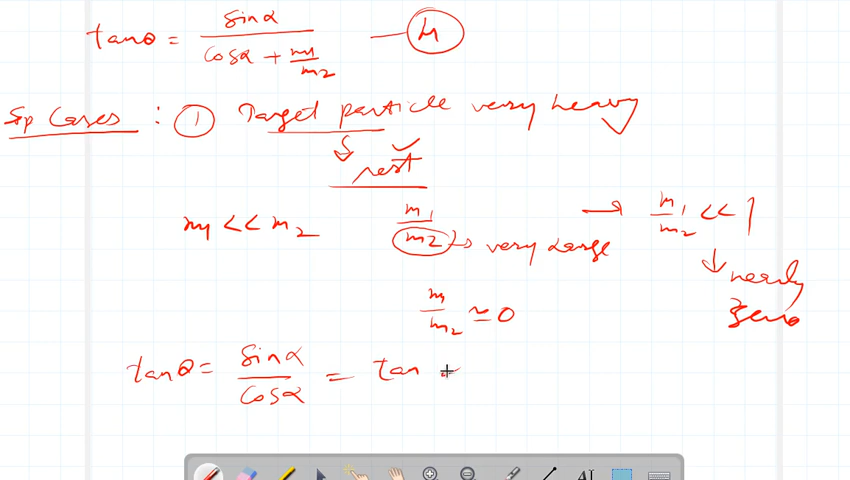 tanθ = sinα / cosα + m1/m2 — 4
Sp Cases : 1 Target particle very heavy
rest
m1 << m2 m1/m2 → very Large → m1/m2 << 1
nearly
m1/m2 ≃ 0 zero
tanθ = sinα / cosα = tan